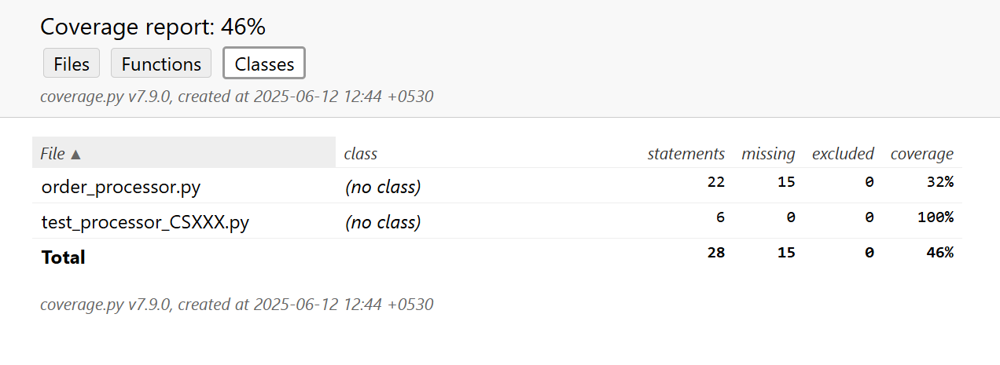 Coverage report: 46%
Files Functions Classes
coverage.py v7.9.0, created at 2025-06-12 12:44 +0530
File ▲ class statements missing excluded coverage
order_processor.py (no class) 22 15 0 32%
test_processor_CSXXX.py (no class) 6 0 0 100%
Total 28 15 0 46%
coverage.py v7.9.0, created at 2025-06-12 12:44 +0530